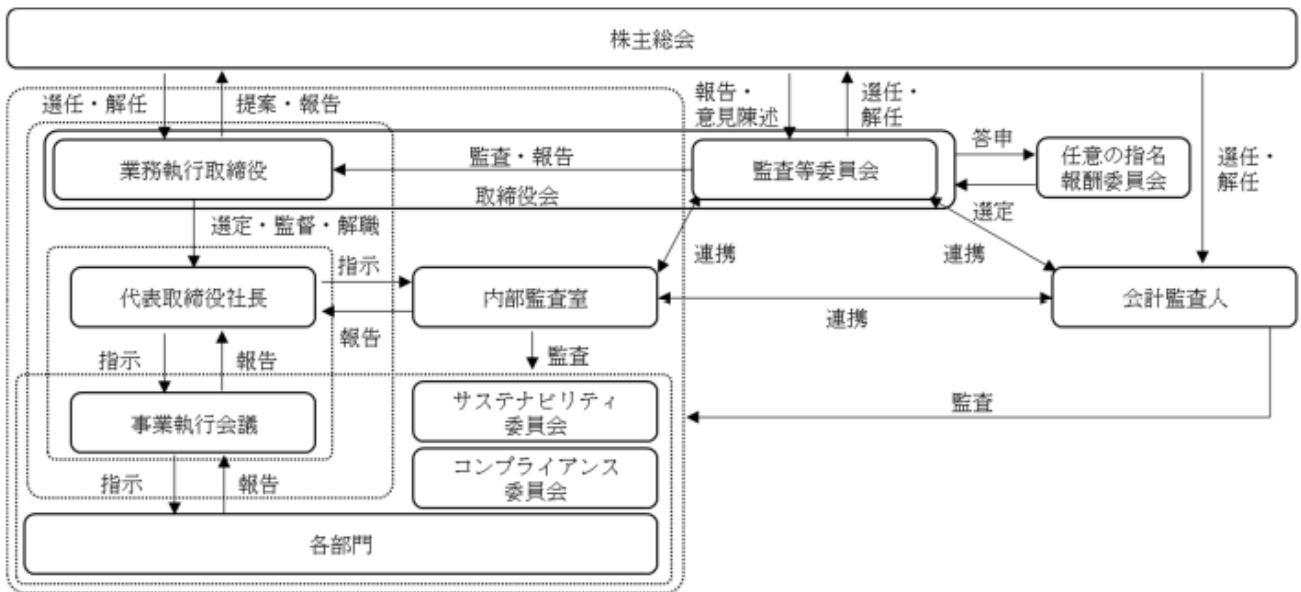 株主総会
選任・解任
提案・報告
報告・
意見陳述
選任・
解任
選任・
解任
業務執行取締役
監査・報告
監査等委員会
取締役会
答申
任意の指名
報酬委員会
選定
選定・監督・解職
連携
連携
代表取締役社長
指示
報告
内部監査室
連携
会計監査人
指示
報告
監査
監査
事業執行会議
サステナビリティ
委員会
コンプライアンス
委員会
指示
報告
各部門